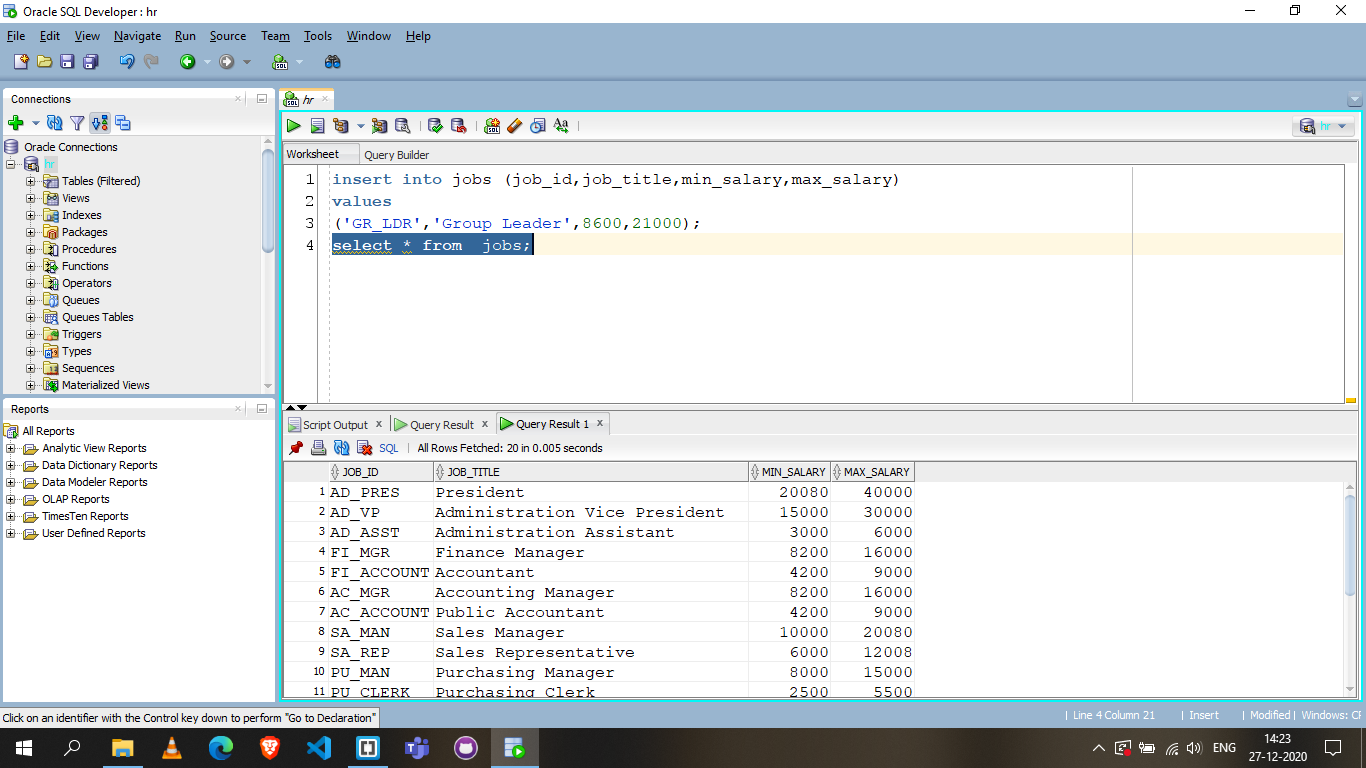 Oracle SQL Developer : hr
File Edit View Navigate Run Source Team Tools Window Help
Connections
Oracle Connections
hr
Tables (Filtered)
Views
Indexes
Packages
Procedures
Functions
Operators
Queues
Queues Tables
Triggers
Types
Sequences
Materialized Views
Reports
All Reports
Analytic View Reports
Data Dictionary Reports
Data Modeler Reports
OLAP Reports
TimesTen Reports
User Defined Reports
hr
hr
Worksheet Query Builder
1 insert into jobs (job_id,job_title,min_salary,max_salary)
2 values
3 ('GR_LDR','Group Leader',8600,21000);
4 select * from  jobs;
Script Output Query Result Query Result 1
SQL All Rows Fetched: 20 in 0.005 seconds
JOB_ID JOB_TITLE MIN_SALARY MAX_SALARY
1 AD_PRES President 20080 40000
2 AD_VP Administration Vice President 15000 30000
3 AD_ASST Administration Assistant 3000 6000
4 FI_MGR Finance Manager 8200 16000
5 FI_ACCOUNT Accountant 4200 9000
6 AC_MGR Accounting Manager 8200 16000
7 AC_ACCOUNT Public Accountant 4200 9000
8 SA_MAN Sales Manager 10000 20080
9 SA_REP Sales Representative 6000 12008
10 PU_MAN Purchasing Manager 8000 15000
11 PU_CLERK Purchasing Clerk 2500 5500
Click on an identifier with the Control key down to perform "Go to Declaration"
Line 4 Column 21 Insert Modified Windows: CF
ENG 14:23
27-12-2020